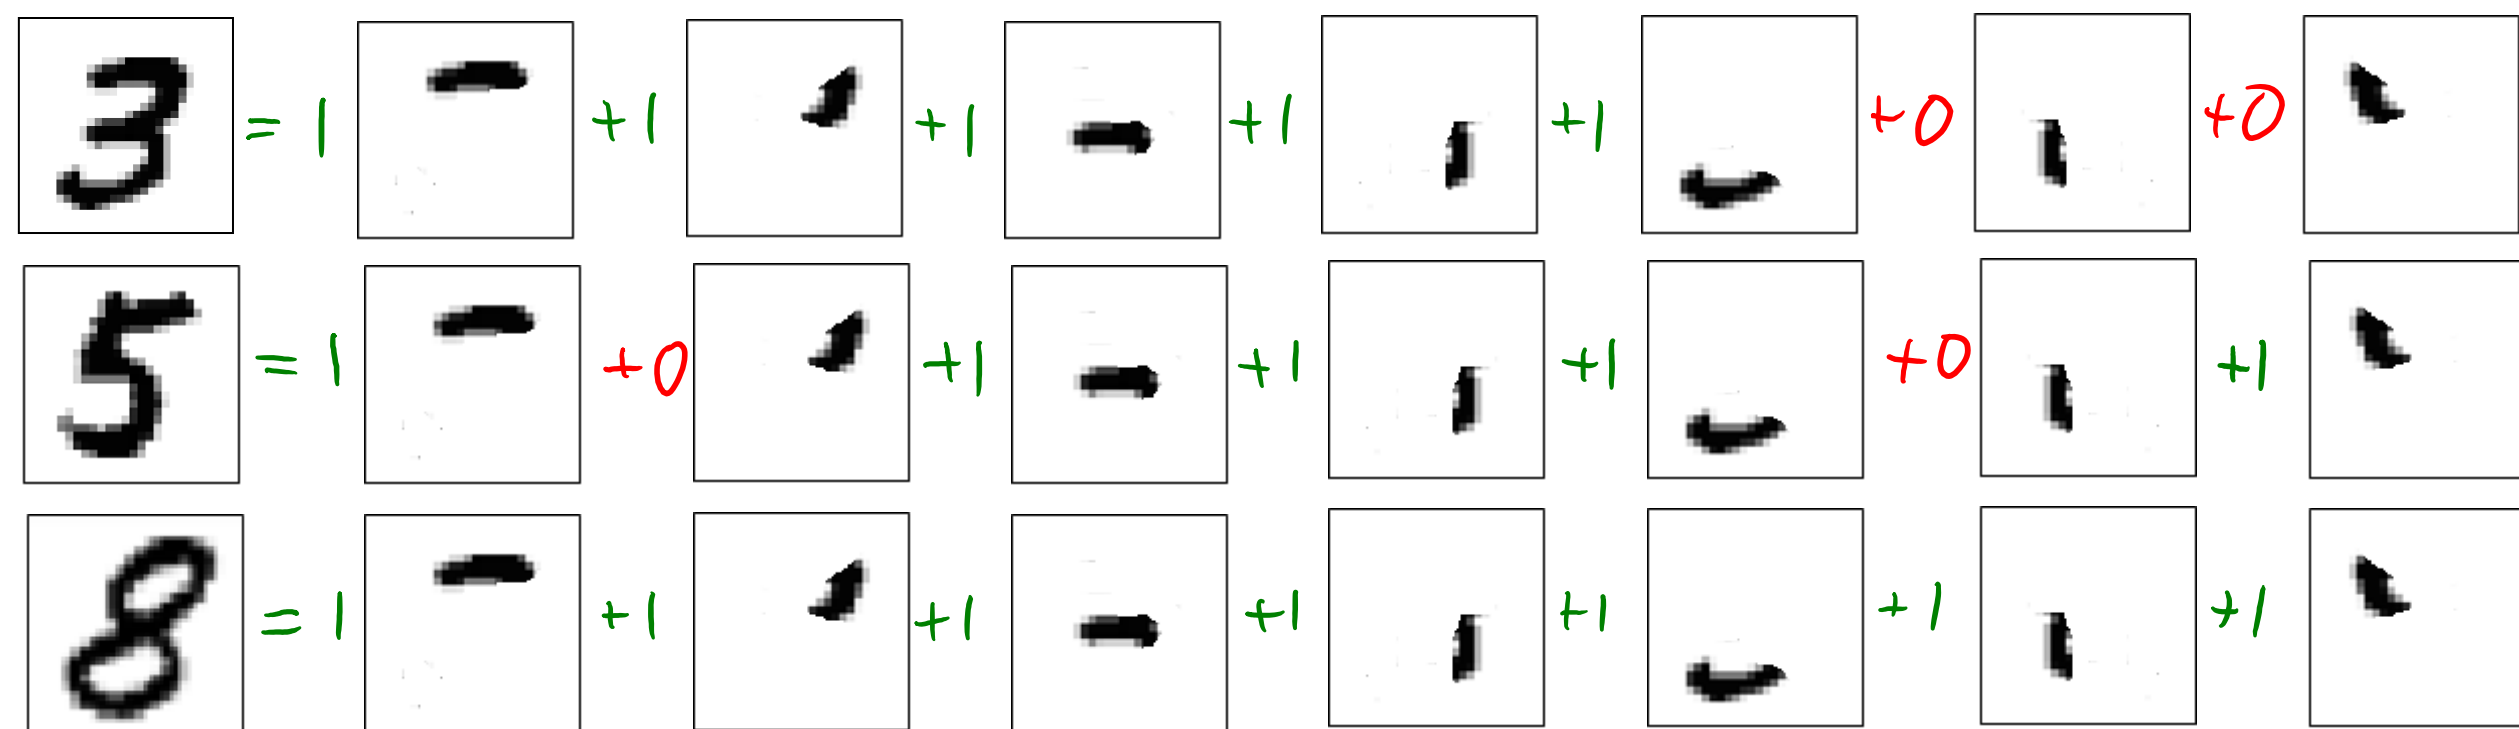 3 = 1 +1 +1 +1 +1 +0 +0
5 = 1 +0 +1 +1 +1 +0 +1
8 = 1 +1 +1 +1 +1 +1 +1